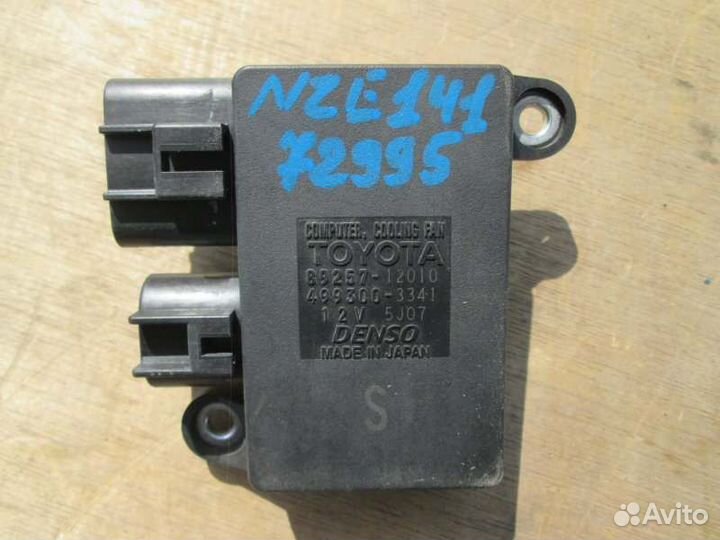 NZE141
72995
COMPUTER, COOLING FAN
TOYOTA
89257-12010
499300-3341
12V 5J07
DENSO
MADE IN JAPAN
S
Avito